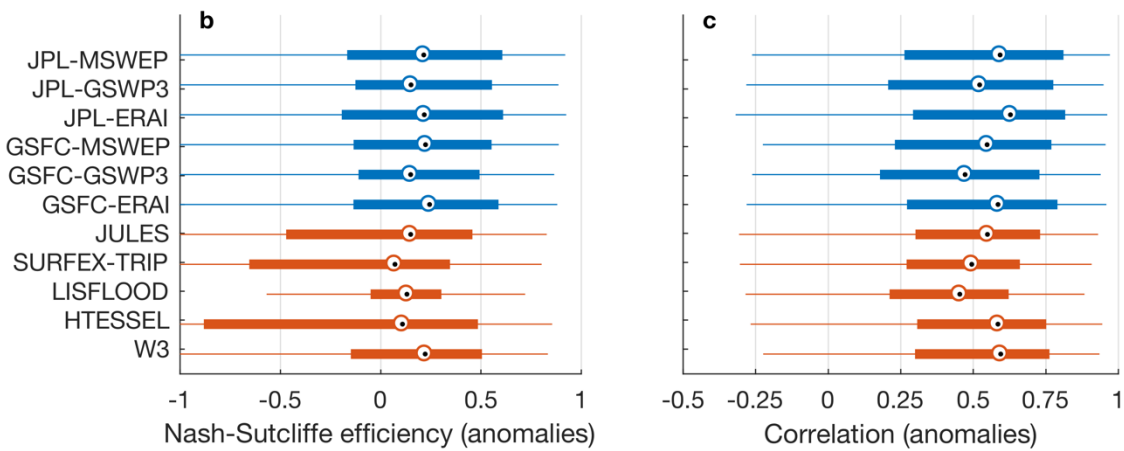 b
c
JPL-MSWEP
JPL-GSWP3
JPL-ERAI
GSFC-MSWEP
GSFC-GSWP3
GSFC-ERAI
JULES
SURFEX-TRIP
LISFLOOD
HTESSEL
W3
-1 -0.5 0 0.5 1
Nash-Sutcliffe efficiency (anomalies)
-0.5 -0.25 0 0.25 0.5 0.75 1
Correlation (anomalies)